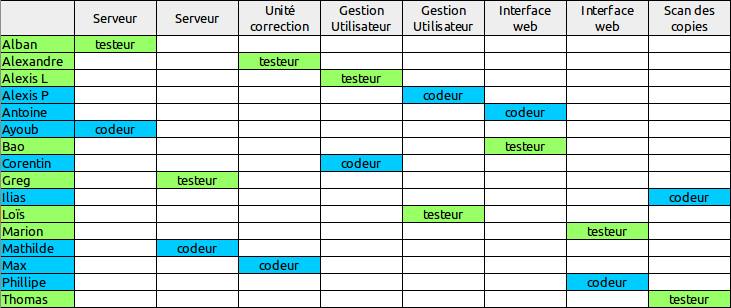 Serveur Serveur Unité correction Gestion Utilisateur Gestion Utilisateur Interface web Interface web Scan des copies
Alban testeur
Alexandre testeur
Alexis L testeur
Alexis P codeur
Antoine codeur
Ayoub codeur
Bao testeur
Corentin codeur
Greg testeur
Ilias codeur
Loïs testeur
Marion testeur
Mathilde codeur
Max codeur
Phillipe codeur
Thomas testeur